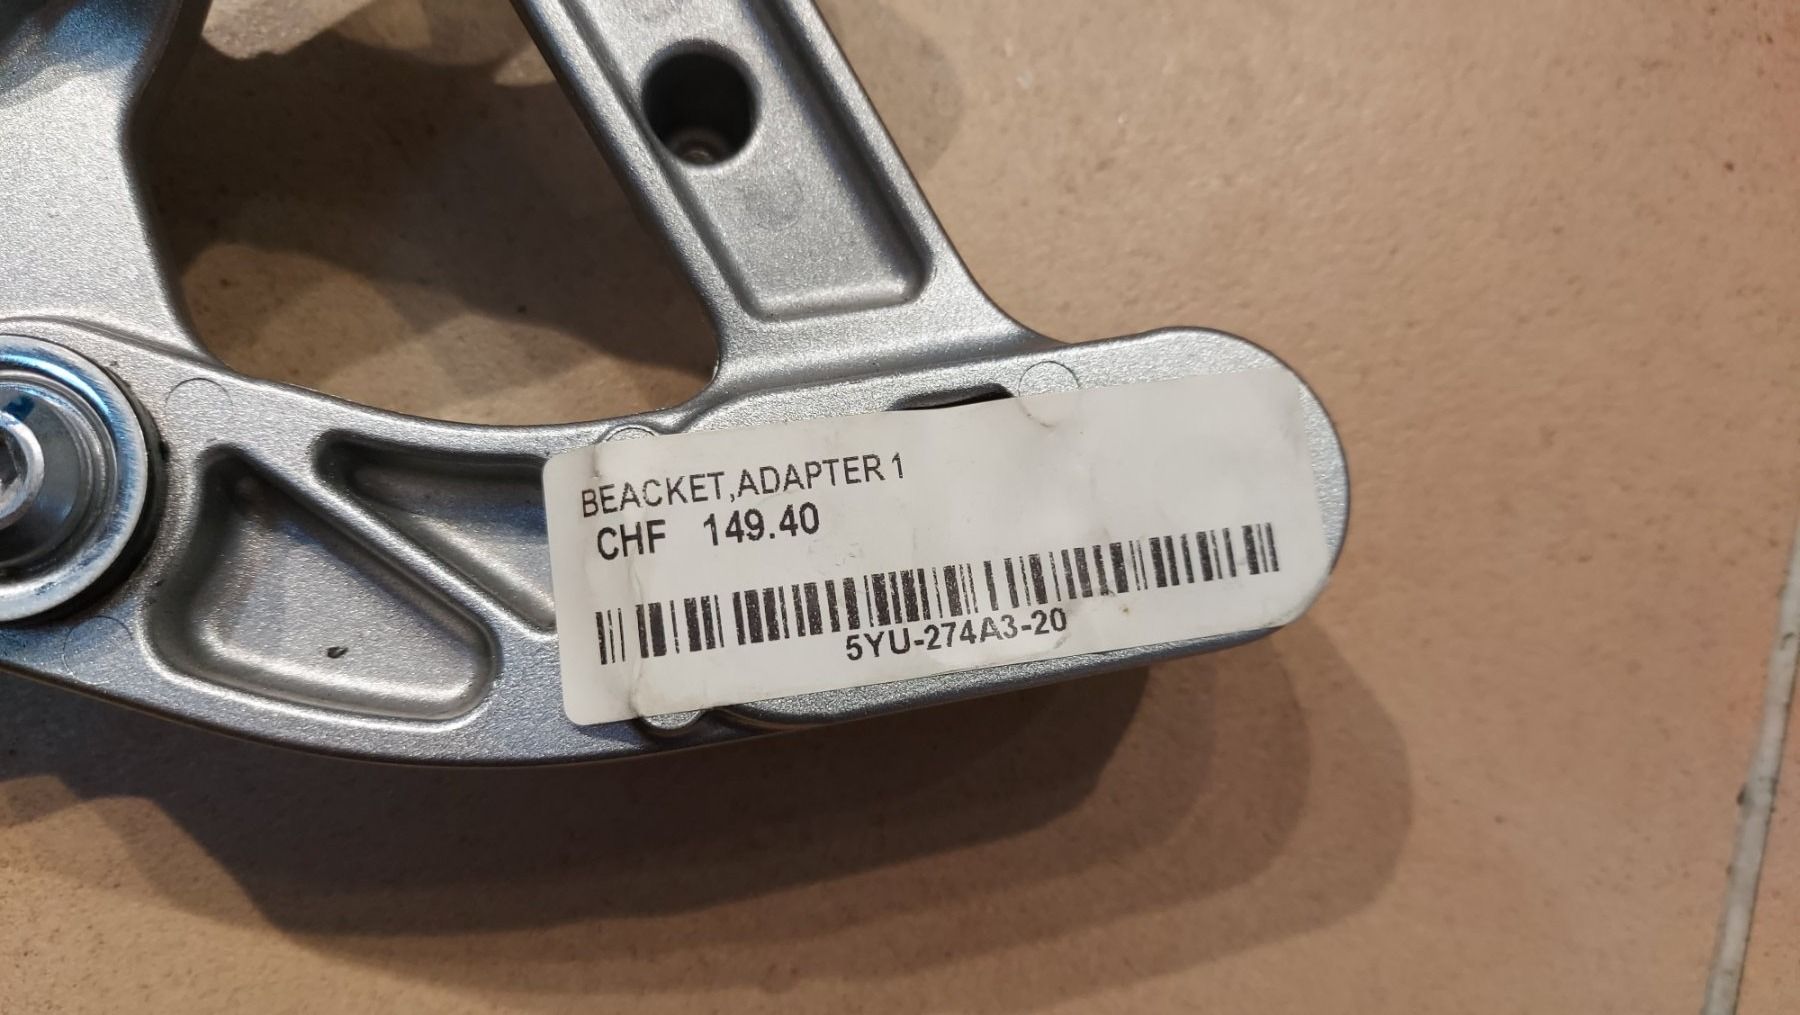 BEACKET,ADAPTER 1
CHF 149.40
5YU-274A3-20